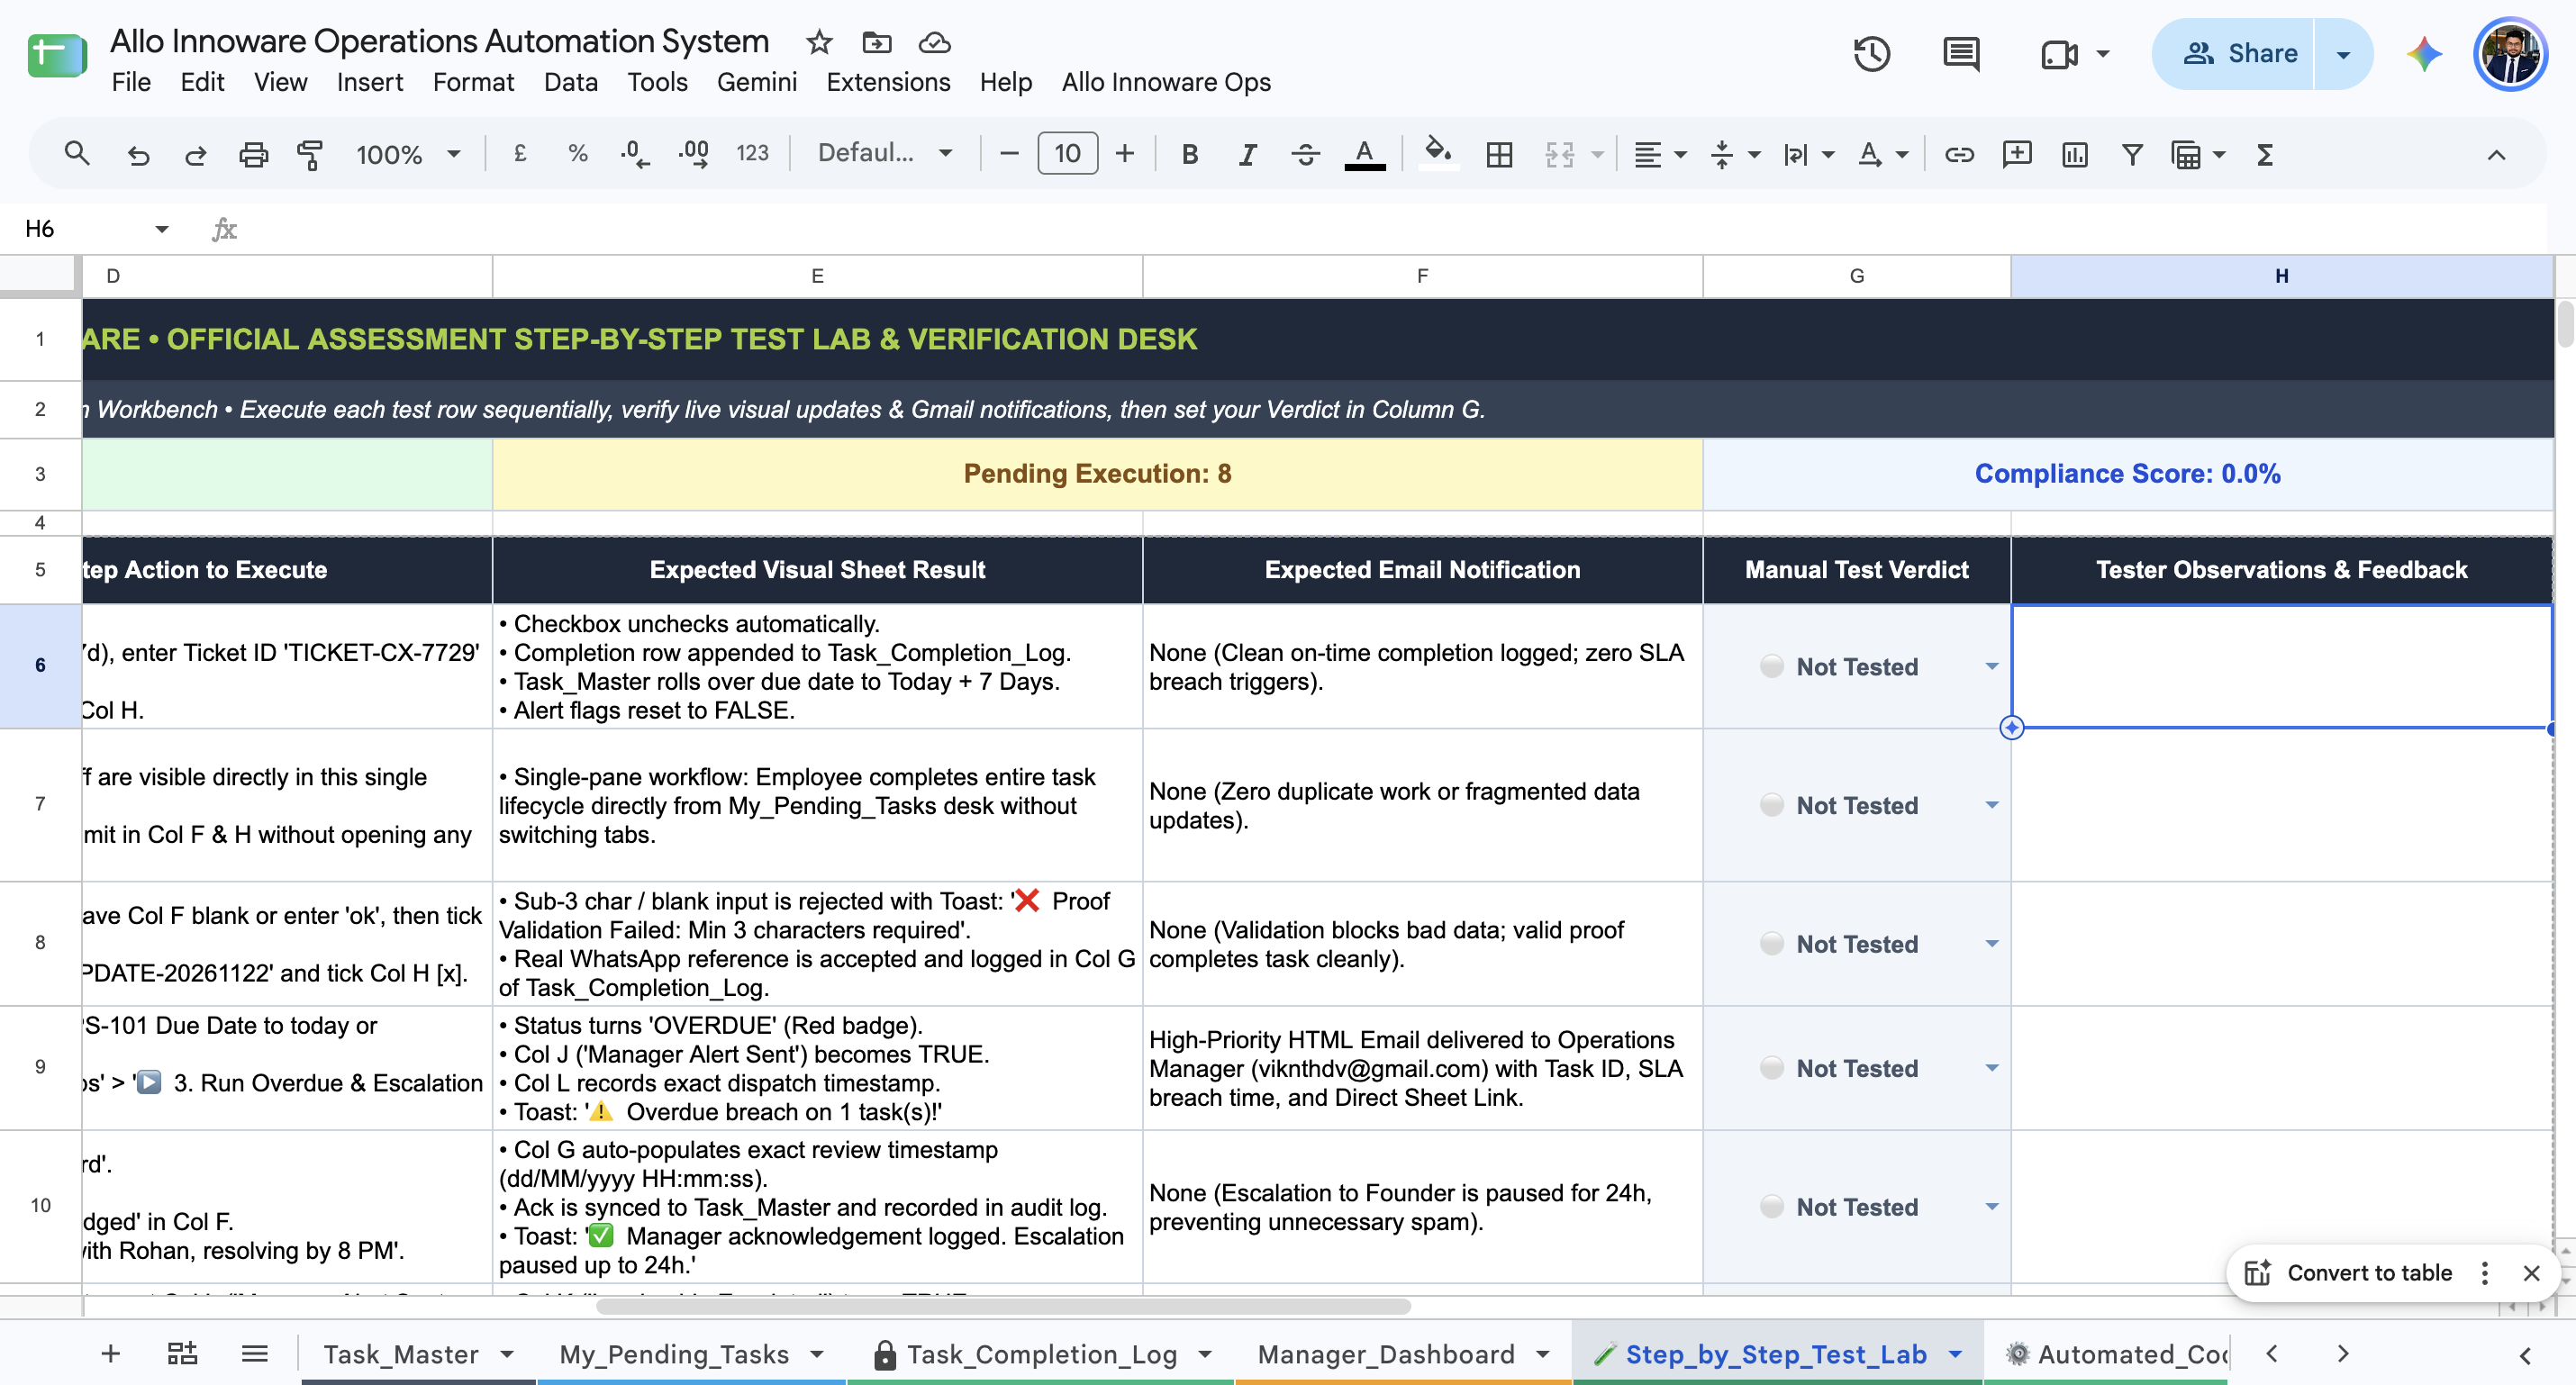 Allo Innoware Operations Automation System
File Edit View Insert Format Data Tools Gemini Extensions Help Allo Innoware Ops
Share
100% £ % .0 .00 123 Defaul... 10 B I A A Σ
H6 fx
D E F G H
1 ARE • OFFICIAL ASSESSMENT STEP-BY-STEP TEST LAB & VERIFICATION DESK
2 Workbench • Execute each test row sequentially, verify live visual updates & Gmail notifications, then set your Verdict in Column G.
3 Pending Execution: 8 Compliance Score: 0.0%
4
5 tep Action to Execute Expected Visual Sheet Result Expected Email Notification Manual Test Verdict Tester Observations & Feedback
6
7d), enter Ticket ID 'TICKET-CX-7729'
Col H.
• Checkbox unchecks automatically.
• Completion row appended to Task_Completion_Log.
• Task_Master rolls over due date to Today + 7 Days.
• Alert flags reset to FALSE.
None (Clean on-time completion logged; zero SLA
breach triggers).
Not Tested
7
ff are visible directly in this single
mit in Col F & H without opening any
• Single-pane workflow: Employee completes entire task
lifecycle directly from My_Pending_Tasks desk without
switching tabs.
None (Zero duplicate work or fragmented data
updates).
Not Tested
8
ave Col F blank or enter 'ok', then tick
PDATE-20261122' and tick Col H [x].
• Sub-3 char / blank input is rejected with Toast: '❌ Proof
Validation Failed: Min 3 characters required'.
• Real WhatsApp reference is accepted and logged in Col G
of Task_Completion_Log.
None (Validation blocks bad data; valid proof
completes task cleanly).
Not Tested
9
PS-101 Due Date to today or
ps' > '▶️ 3. Run Overdue & Escalation
• Status turns 'OVERDUE' (Red badge).
• Col J ('Manager Alert Sent') becomes TRUE.
• Col L records exact dispatch timestamp.
• Toast: '⚠️ Overdue breach on 1 task(s)!'
High-Priority HTML Email delivered to Operations
Manager (viknthdv@gmail.com) with Task ID, SLA
breach time, and Direct Sheet Link.
Not Tested
10
rd'.
dged' in Col F.
with Rohan, resolving by 8 PM'.
• Col G auto-populates exact review timestamp
(dd/MM/yyyy HH:mm:ss).
• Ack is synced to Task_Master and recorded in audit log.
• Toast: '✅ Manager acknowledgement logged. Escalation
paused up to 24h.'
None (Escalation to Founder is paused for 24h,
preventing unnecessary spam).
Not Tested
Convert to table
Task_Master My_Pending_Tasks Task_Completion_Log Manager_Dashboard Step_by_Step_Test_Lab Automated_Co